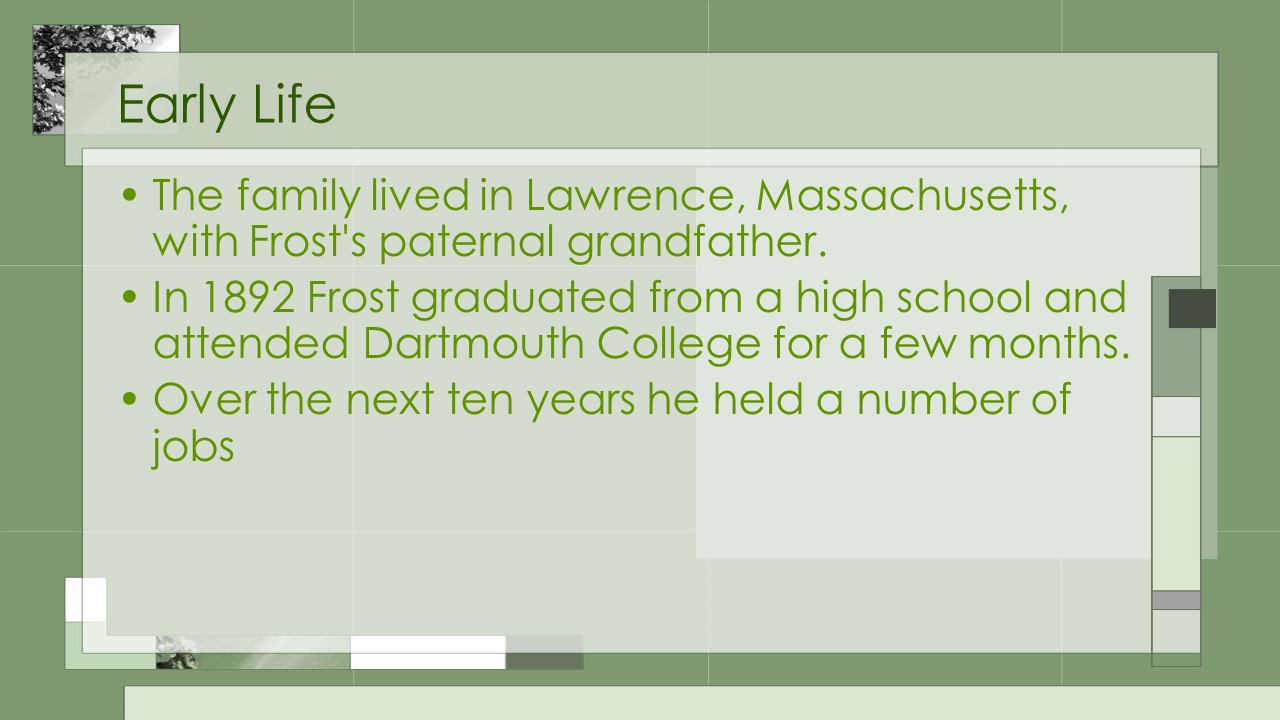 Early Life
• The family lived in Lawrence, Massachusetts,
with Frost's paternal grandfather.
• In 1892 Frost graduated from a high school and
attended Dartmouth College for a few months.
• Over the next ten years he held a number of
jobs